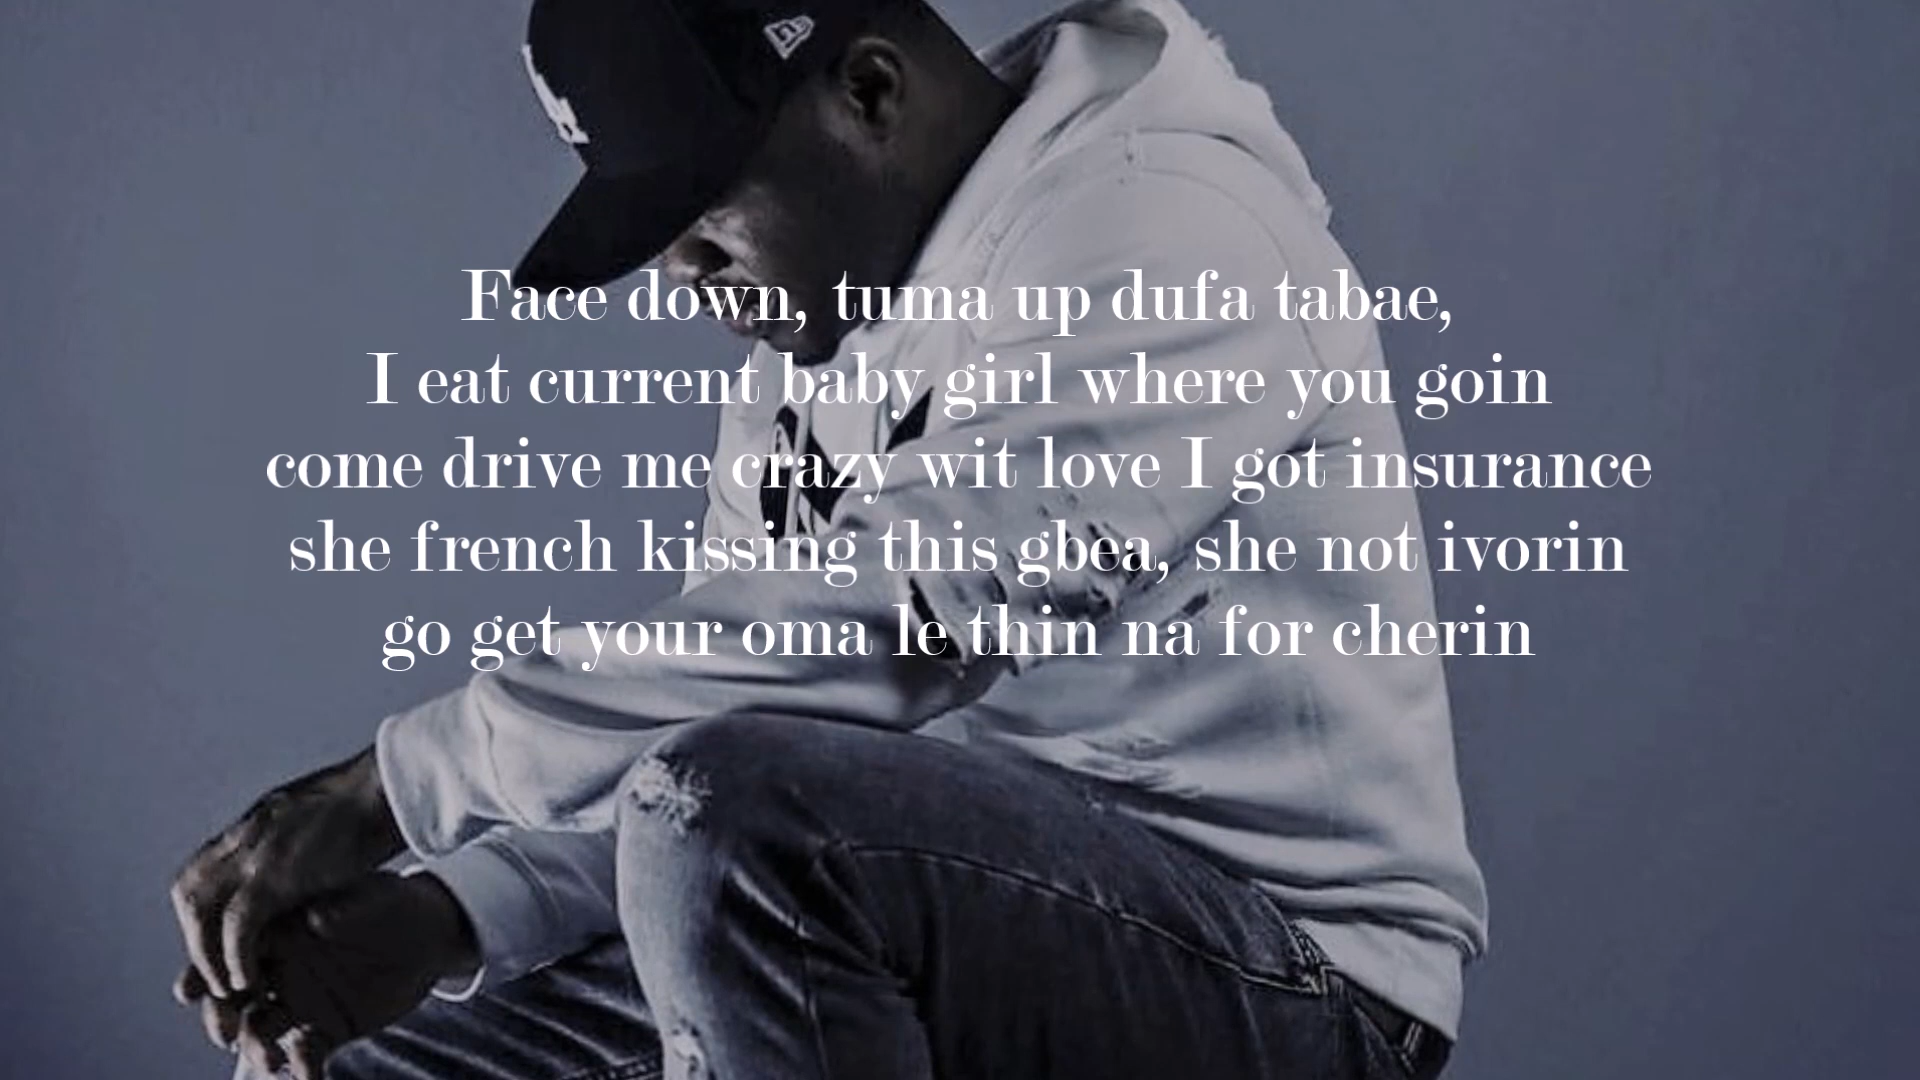 Face down, tuma up dufa tabae,
I eat current baby girl where you goin
come drive me crazy wit love I got insurance
she french kissing this gbea, she not ivorin
go get your oma le thin na for cherin